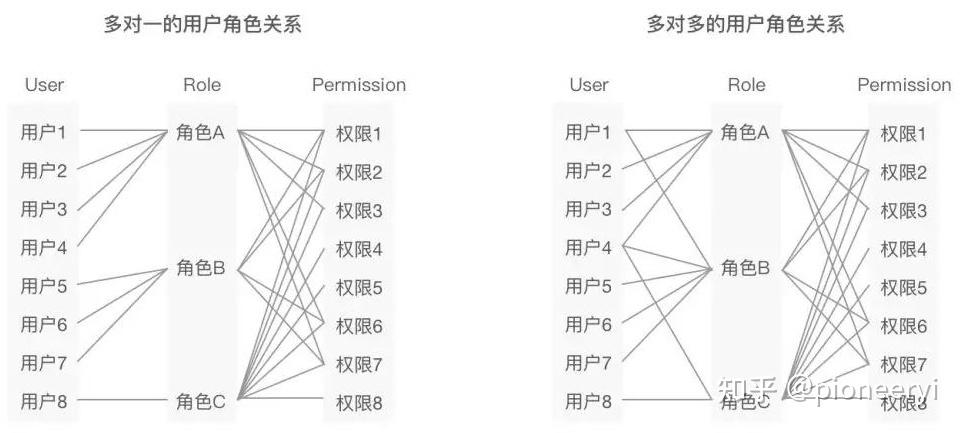 多对一的用户角色关系
User Role Permission
用户1 角色A 权限1
用户2 权限2
用户3 权限3
用户4 权限4
角色B
用户5 权限5
用户6 权限6
用户7 权限7
用户8 角色C 权限8
多对多的用户角色关系
User Role Permission
用户1 角色A 权限1
用户2 权限2
用户3 权限3
用户4 权限4
角色B
用户5 权限5
用户6 权限6
用户7 权限7
用户8 角色C 权限8
知乎 @pioneeryi